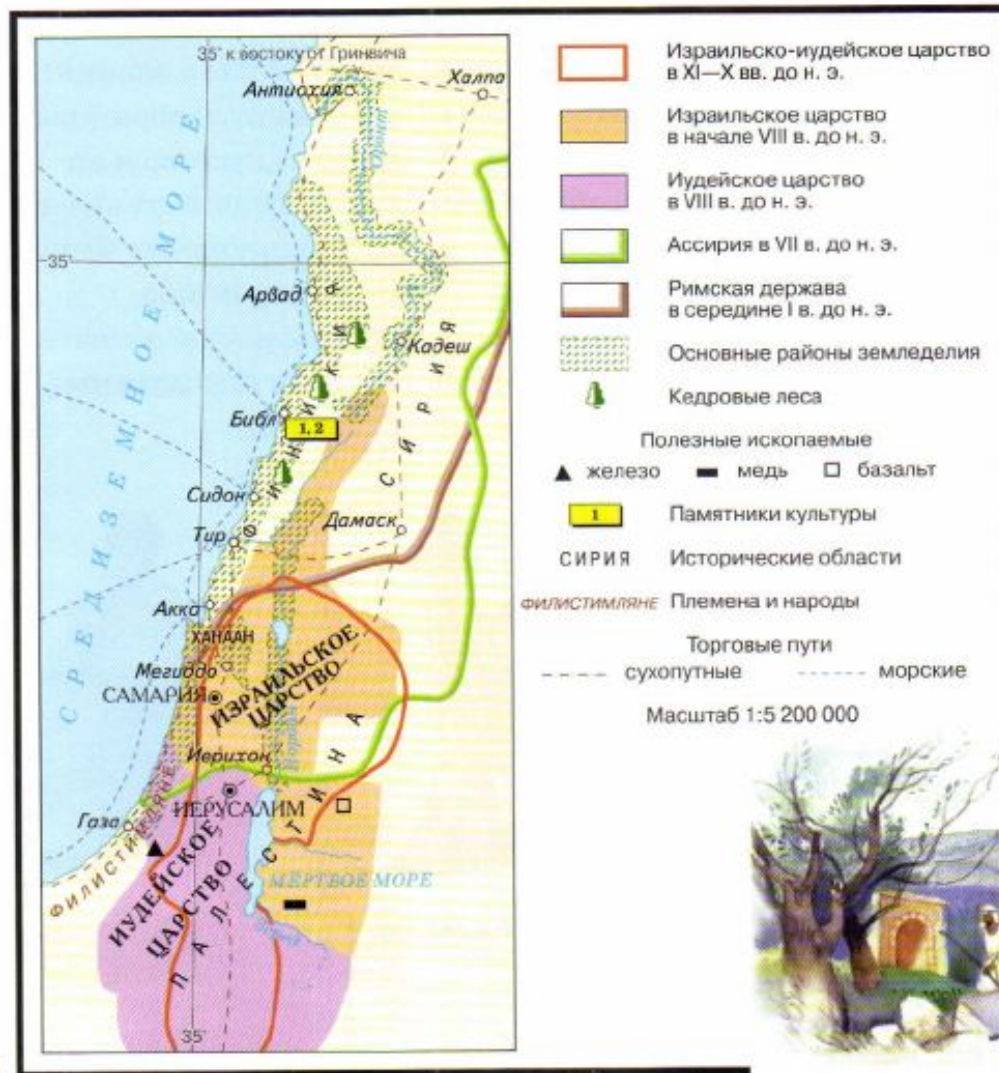 35° к востоку от Гринвича
Антиохия
Халпа
Оронт
СРЕДИЗЕМНОЕ МОРЕ
35°
Арвад
Кадеш
ФИНИКИЯ
СИРИЯ
Библ
1, 2
Сидон
Тир
Дамаск
Акка
ХАНААН
Мегиддо
САМАРИЯ
ИЗРАИЛЬСКОЕ
ЦАРСТВО
Иордан
Иерихон
ИЕРУСАЛИМ
Газа
ФИЛИСТИМЛЯНЕ
ИУДЕЙСКОЕ
ЦАРСТВО
ПАЛЕСТИНА
МЁРТВОЕ МОРЕ
35°
Израильско-иудейское царство
в XI—X вв. до н. э.
Израильское царство
в начале VIII в. до н. э.
Иудейское царство
в VIII в. до н. э.
Ассирия в VII в. до н. э.
Римская держава
в середине I в. до н. э.
Основные районы земледелия
Кедровые леса
Полезные ископаемые
железо медь базальт
1 Памятники культуры
СИРИЯ Исторические области
ФИЛИСТИМЛЯНЕ Племена и народы
Торговые пути
сухопутные морские
Масштаб 1:5 200 000